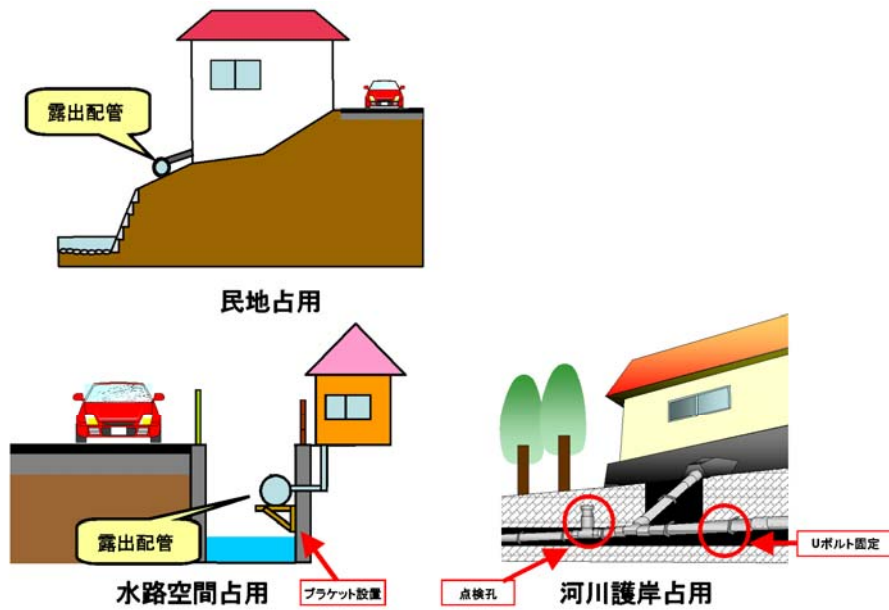 露出配管
民地占用
露出配管
水路空間占用
ブラケット設置
点検孔
Uボルト固定
河川護岸占用